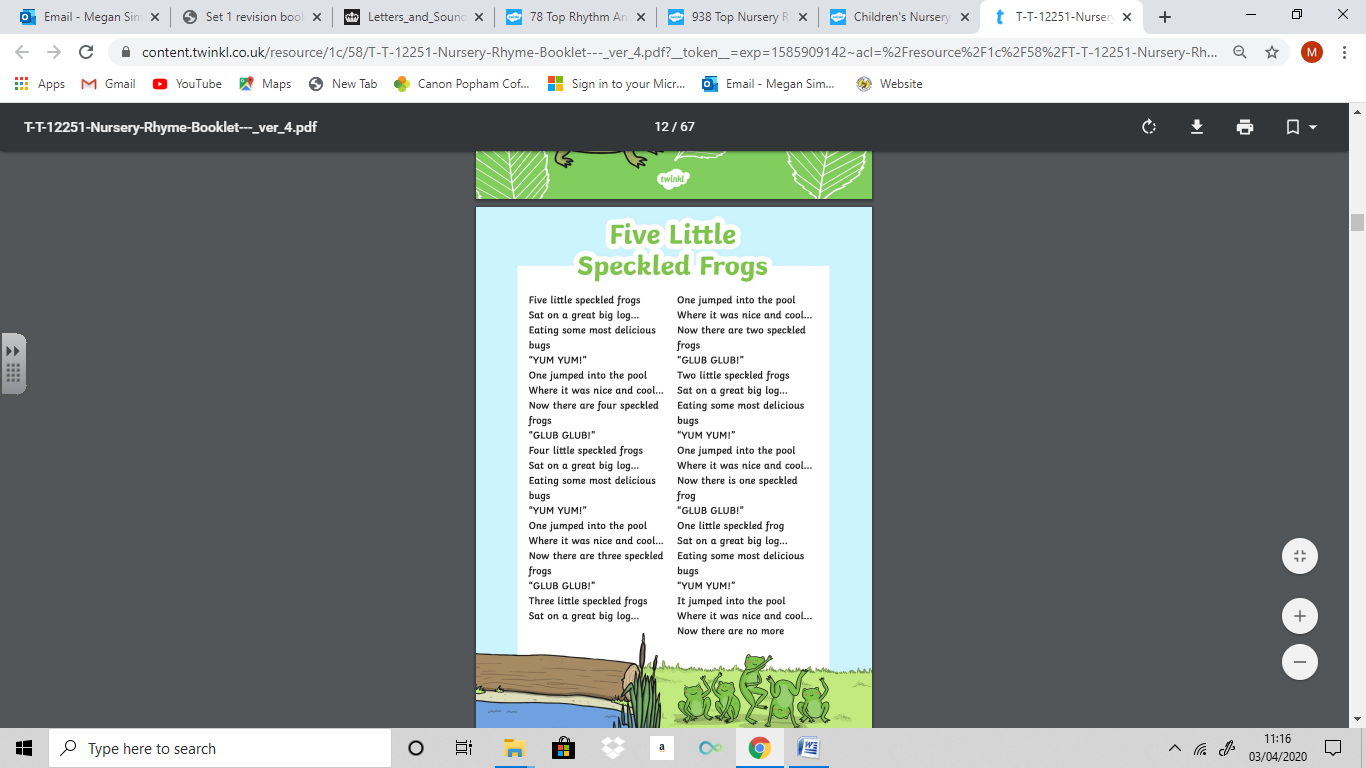 Email - Megan Sim
Set 1 revision boo
Letters_and_Sound
78 Top Rhythm An
938 Top Nursery R
Children's Nursery
T-T-12251-Nursery
content.twinkl.co.uk/resource/1c/58/T-T-12251-Nursery-Rhyme-Booklet---_ver_4.pdf?__token__=exp=1585909142~acl=%2Fresource%2F1c%2F58%2FT-T-12251-Nursery-Rh...
M
Apps
Gmail
YouTube
Maps
New Tab
Canon Popham Cof...
Sign in to your Micr...
Email - Megan Sim...
Website
T-T-12251-Nursery-Rhyme-Booklet---_ver_4.pdf
12 / 67
twinkl
Five Little
Speckled Frogs
Five little speckled frogs
Sat on a great big log...
Eating some most delicious
bugs
“YUM YUM!”
One jumped into the pool
Where it was nice and cool...
Now there are four speckled
frogs
“GLUB GLUB!”
Four little speckled frogs
Sat on a great big log...
Eating some most delicious
bugs
“YUM YUM!”
One jumped into the pool
Where it was nice and cool...
Now there are three speckled
frogs
“GLUB GLUB!”
Three little speckled frogs
Sat on a great big log...
One jumped into the pool
Where it was nice and cool...
Now there are two speckled
frogs
“GLUB GLUB!”
Two little speckled frogs
Sat on a great big log...
Eating some most delicious
bugs
“YUM YUM!”
One jumped into the pool
Where it was nice and cool...
Now there is one speckled
frog
“GLUB GLUB!”
One little speckled frog
Sat on a great big log...
Eating some most delicious
bugs
“YUM YUM!”
It jumped into the pool
Where it was nice and cool...
Now there are no more
Type here to search
a
11:16
03/04/2020